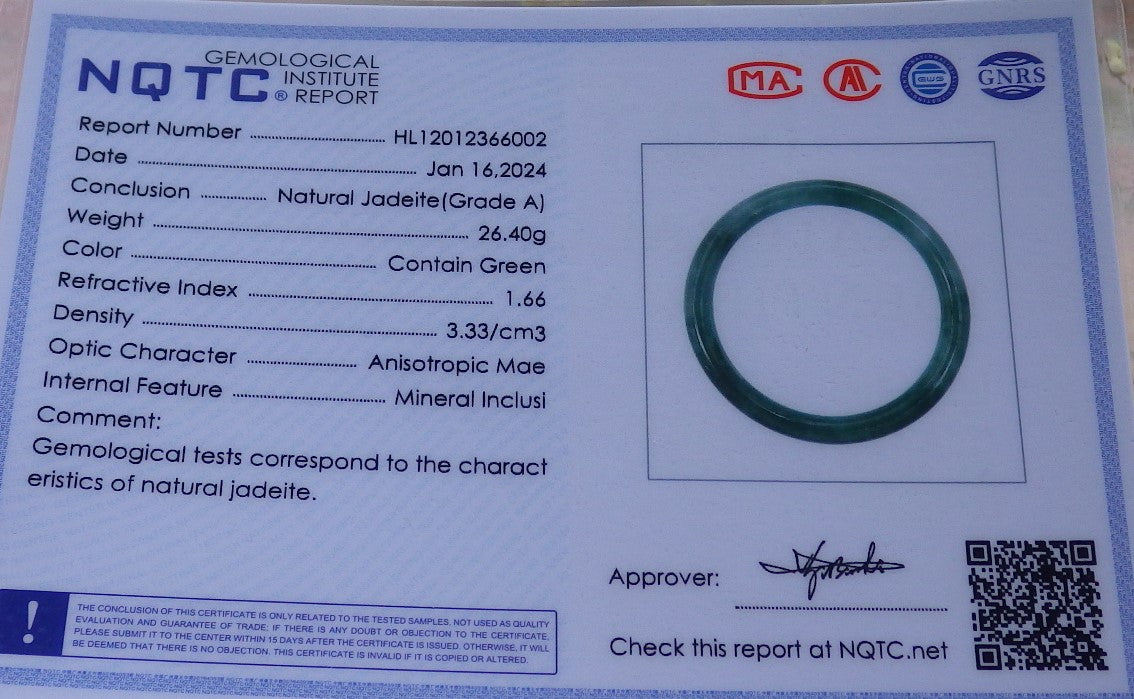 NQTC® GEMOLOGICAL
INSTITUTE
REPORT
MA
AL
GWS
GNRS
Report Number HL12012366002
Date Jan 16,2024
Conclusion Natural Jadeite(Grade A)
Weight 26.40g
Color Contain Green
Refractive Index 1.66
Density 3.33/cm3
Optic Character Anisotropic Mae
Internal Feature Mineral Inclusi
Comment:
Gemological tests correspond to the charact
eristics of natural jadeite.
! THE CONCLUSION OF THIS CERTIFICATE IS ONLY RELATED TO THE TESTED SAMPLES, NOT USED AS QUALITY
EVALUATION AND GUARANTEE OF TRADE; IF THERE IS ANY DOUBT OR OBJECTION TO THE CERTIFICATE,
PLEASE SUBMIT IT TO THE CENTER WITHIN 15 DAYS AFTER THE CERTIFICATE IS ISSUED. OTHERWISE, IT WILL
BE DEEMED THAT THERE IS NO OBJECTION. THIS CERTIFICATE IS INVALID IF IT IS COPIED OR ALTERED.
Approver:
Check this report at NQTC.net